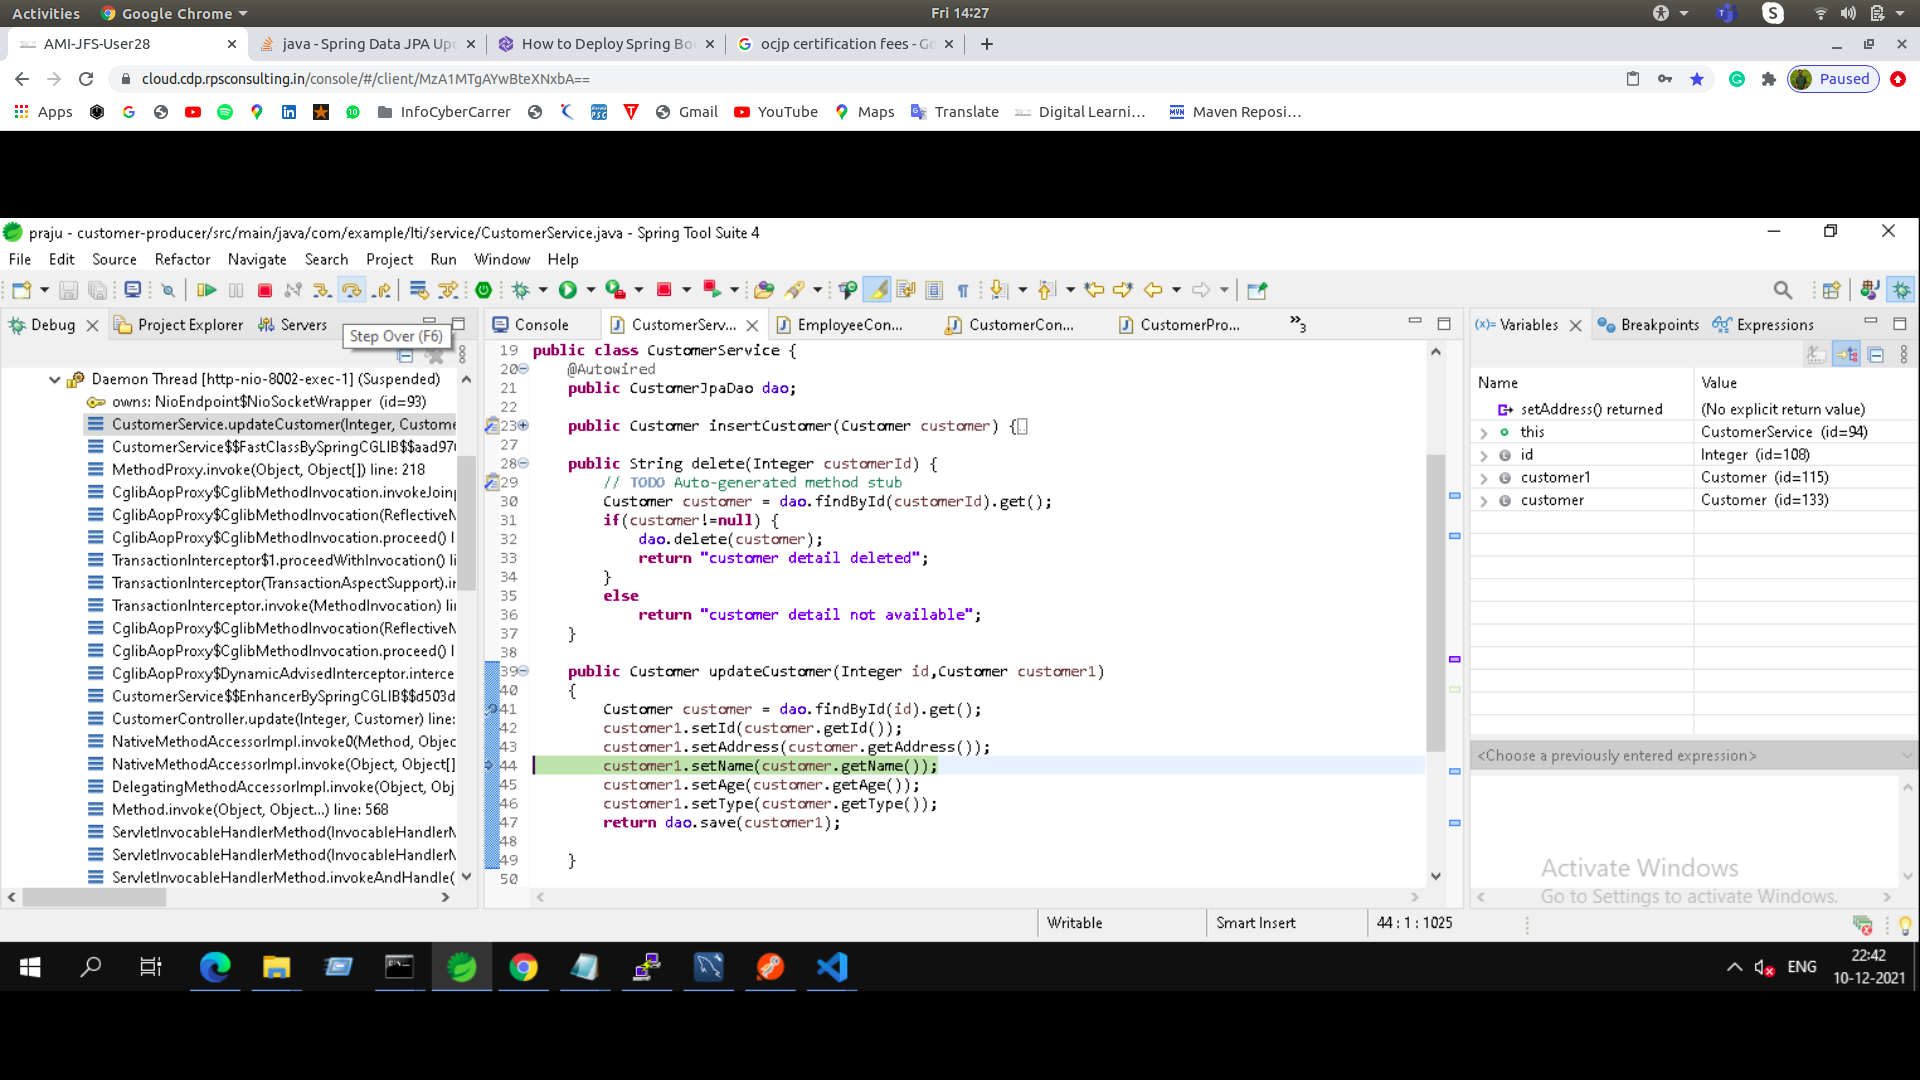 Activities Google Chrome Fri 14:27
AMI-JFS-User28 java - Spring Data JPA Up How to Deploy Spring Bo ocjp certification fees - Go
cloud.cdp.rpsconsulting.in/console/#/client/MzA1MTgAYwBteXNxbA== Paused
Apps InfoCyberCarrer Gmail YouTube Maps Translate Digital Learni... Maven Reposi...
praju - customer-producer/src/main/java/com/example/lti/service/CustomerService.java - Spring Tool Suite 4
File Edit Source Refactor Navigate Search Project Run Window Help
Debug Project Explorer Servers
Step Over (F6)
Daemon Thread [http-nio-8002-exec-1] (Suspended)
owns: NioEndpoint$NioSocketWrapper (id=93)
CustomerService.updateCustomer(Integer, Custome
CustomerService$$FastClassBySpringCGLIB$$aad97
MethodProxy.invoke(Object, Object[]) line: 218
CglibAopProxy$CglibMethodInvocation.invokeJoin
CglibAopProxy$CglibMethodInvocation(Reflective
CglibAopProxy$CglibMethodInvocation.proceed() l
TransactionInterceptor$1.proceedWithInvocation() li
TransactionInterceptor(TransactionAspectSupport).i
TransactionInterceptor.invoke(MethodInvocation) li
CglibAopProxy$CglibMethodInvocation(Reflective
CglibAopProxy$CglibMethodInvocation.proceed() l
CglibAopProxy$DynamicAdvisedInterceptor.interce
CustomerService$$EnhancerBySpringCGLIB$$d503d
CustomerController.update(Integer, Customer) line:
NativeMethodAccessorImpl.invoke0(Method, Objec
NativeMethodAccessorImpl.invoke(Object, Object[]
DelegatingMethodAccessorImpl.invoke(Object, Obj
Method.invoke(Object, Object...) line: 568
ServletInvocableHandlerMethod(InvocableHandler
ServletInvocableHandlerMethod(InvocableHandler
ServletInvocableHandlerMethod.invokeAndHandle(
Console CustomerServ... EmployeeCon... CustomerCon... CustomerPro... 3
19 public class CustomerService {
20 @Autowired
21 public CustomerJpaDao dao;
22
23 public Customer insertCustomer(Customer customer) {
27
28 public String delete(Integer customerId) {
29 // TODO Auto-generated method stub
30 Customer customer = dao.findById(customerId).get();
31 if(customer!=null) {
32 dao.delete(customer);
33 return "customer detail deleted";
34 }
35 else
36 return "customer detail not available";
37 }
38
39 public Customer updateCustomer(Integer id,Customer customer1)
40 {
41 Customer customer = dao.findById(id).get();
42 customer1.setId(customer.getId());
43 customer1.setAddress(customer.getAddress());
44 customer1.setName(customer.getName());
45 customer1.setAge(customer.getAge());
46 customer1.setType(customer.getType());
47 return dao.save(customer1);
48
49 }
50
Variables Breakpoints Expressions
Name Value
setAddress() returned (No explicit return value)
this CustomerService (id=94)
id Integer (id=108)
customer1 Customer (id=115)
customer Customer (id=133)
<Choose a previously entered expression>
Activate Windows
Go to Settings to activate Windows.
Writable Smart Insert 44 : 1 : 1025
ENG 22:42
10-12-2021